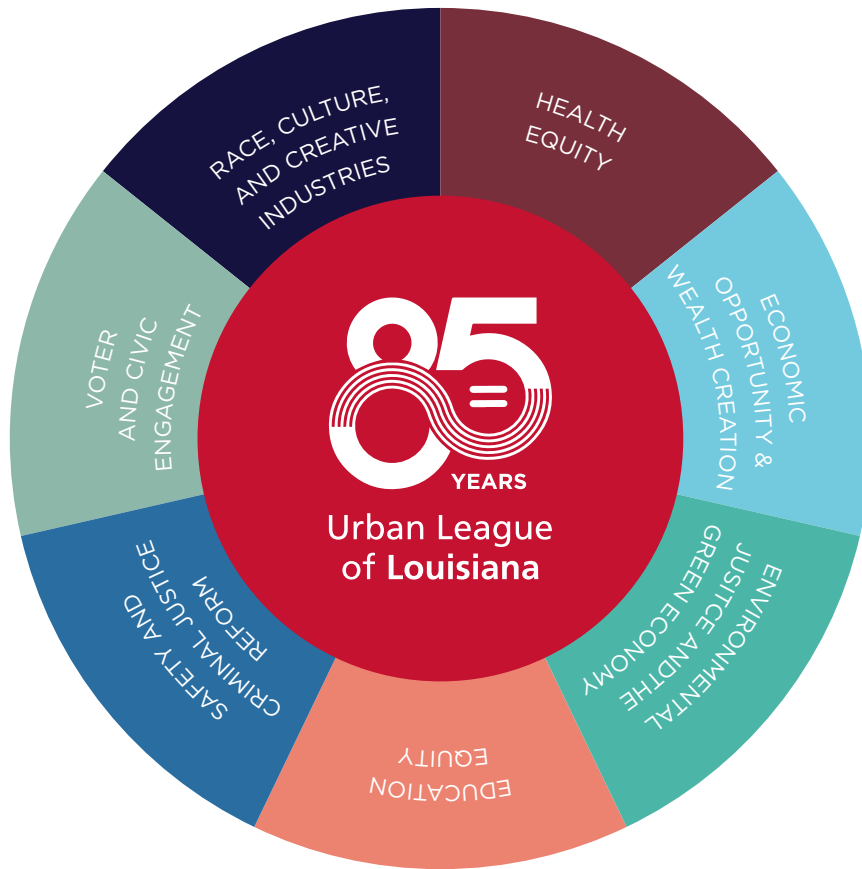 HEALTH
EQUITY
ECONOMIC
OPPORTUNITY &
WEALTH CREATION
ENVIRONMENTAL
JUSITCE ANDTHE
GREEN ECONOMY
EDUCATION
EQUITY
SAFETY AND
CRIMINAL JUSTICE
REFORM
VOTER
AND CIVIC
ENGAGEMENT
RACE, CULTURE,
AND CREATIVE
INDUSTRIES
85
=
YEARS
Urban League
of Louisiana